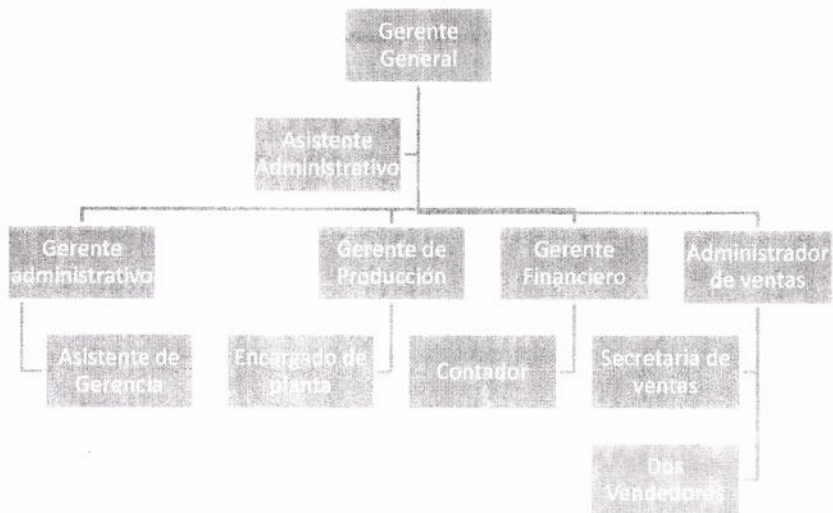 Gerente
General
Asistente
Administrativo
Gerente
administrativo
Gerente de
Producción
Gerente
Financiero
Administrador
de ventas
Asistente de
Gerencia
Encargado de
planta
Contador
Secretaria de
ventas
Dos
Vendedores